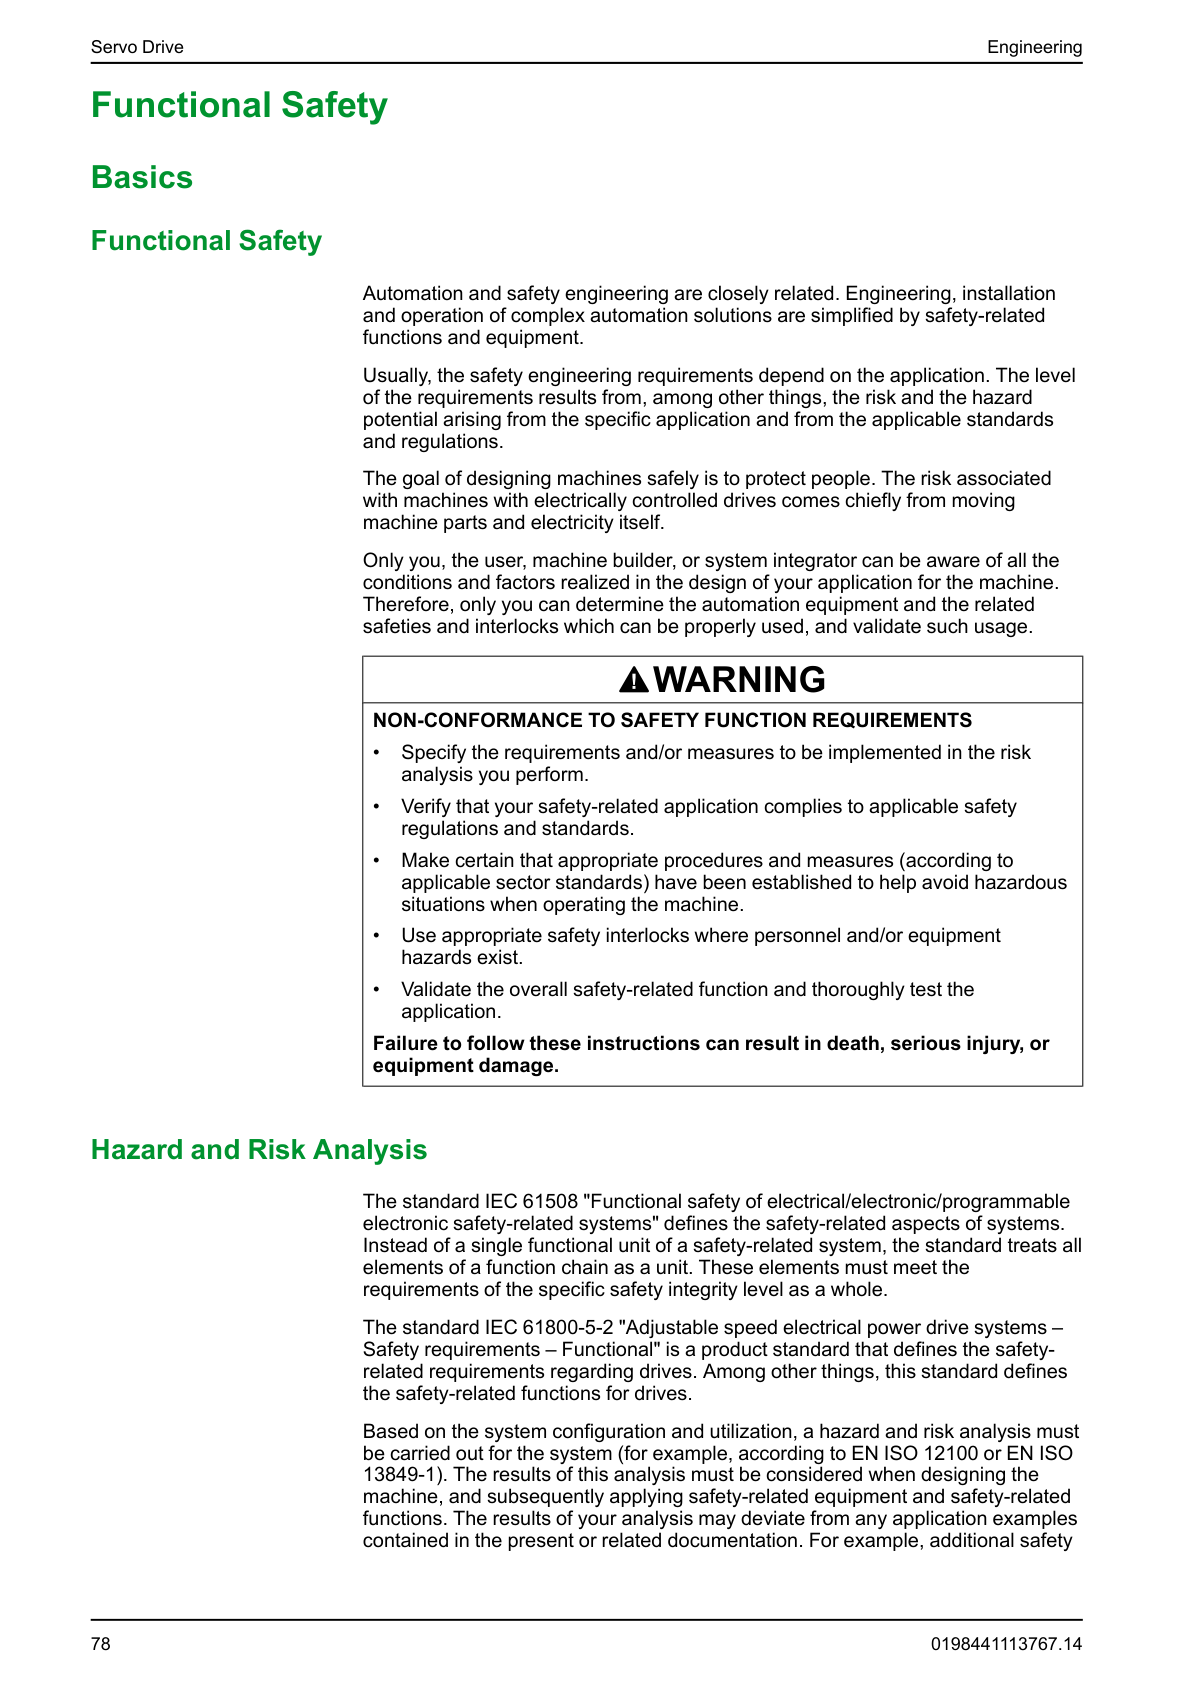 Servo Drive Engineering
Functional Safety
Basics
Functional Safety
Automation and safety engineering are closely related. Engineering, installation
and operation of complex automation solutions are simplified by safety-related
functions and equipment.
Usually, the safety engineering requirements depend on the application. The level
of the requirements results from, among other things, the risk and the hazard
potential arising from the specific application and from the applicable standards
and regulations.
The goal of designing machines safely is to protect people. The risk associated
with machines with electrically controlled drives comes chiefly from moving
machine parts and electricity itself.
Only you, the user, machine builder, or system integrator can be aware of all the
conditions and factors realized in the design of your application for the machine.
Therefore, only you can determine the automation equipment and the related
safeties and interlocks which can be properly used, and validate such usage.
WARNING
NON-CONFORMANCE TO SAFETY FUNCTION REQUIREMENTS
• Specify the requirements and/or measures to be implemented in the risk
analysis you perform.
• Verify that your safety-related application complies to applicable safety
regulations and standards.
• Make certain that appropriate procedures and measures (according to
applicable sector standards) have been established to help avoid hazardous
situations when operating the machine.
• Use appropriate safety interlocks where personnel and/or equipment
hazards exist.
• Validate the overall safety-related function and thoroughly test the
application.
Failure to follow these instructions can result in death, serious injury, or
equipment damage.
Hazard and Risk Analysis
The standard IEC 61508 "Functional safety of electrical/electronic/programmable
electronic safety-related systems" defines the safety-related aspects of systems.
Instead of a single functional unit of a safety-related system, the standard treats all
elements of a function chain as a unit. These elements must meet the
requirements of the specific safety integrity level as a whole.
The standard IEC 61800-5-2 "Adjustable speed electrical power drive systems –
Safety requirements – Functional" is a product standard that defines the safety-
related requirements regarding drives. Among other things, this standard defines
the safety-related functions for drives.
Based on the system configuration and utilization, a hazard and risk analysis must
be carried out for the system (for example, according to EN ISO 12100 or EN ISO
13849-1). The results of this analysis must be considered when designing the
machine, and subsequently applying safety-related equipment and safety-related
functions. The results of your analysis may deviate from any application examples
contained in the present or related documentation. For example, additional safety
78 0198441113767.14